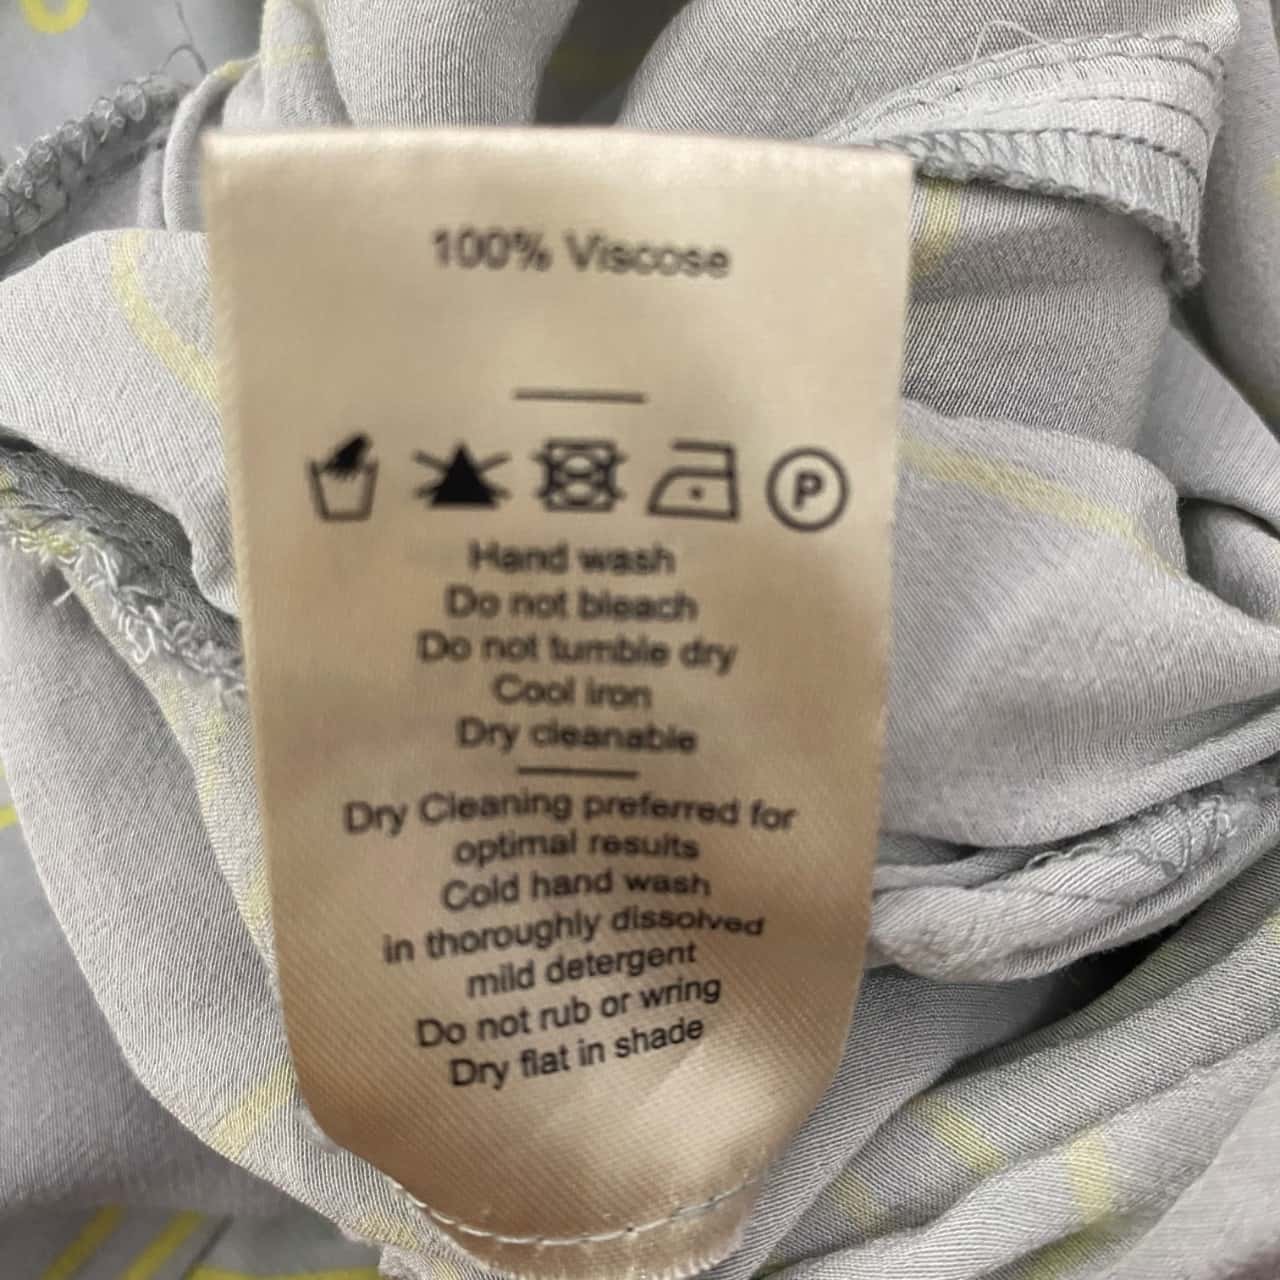 100% Viscose
P
Hand wash
Do not bleach
Do not tumble dry
Cool iron
Dry cleanable
Dry Cleaning preferred for
optimal results
Cold hand wash
in thoroughly dissolved
mild detergent
Do not rub or wring
Dry flat in shade